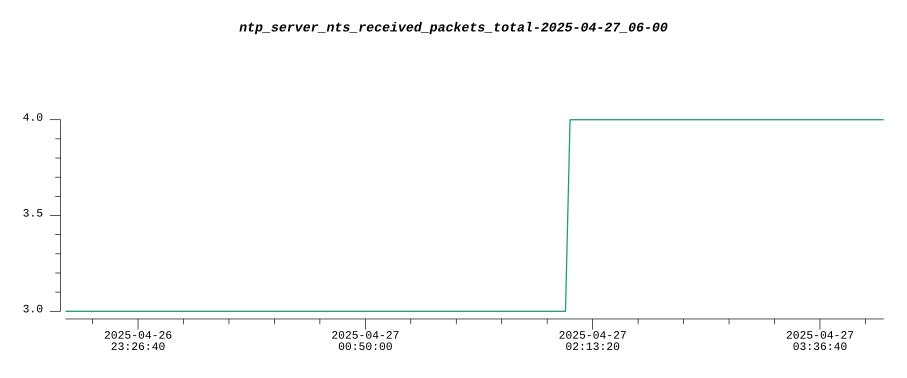 ntp_server_nts_received_packets_total-2025-04-27_06-00
4.0
3.5
3.0
2025-04-26 2025-04-27 2025-04-27 2025-04-27
23:26:40 00:50:00 02:13:20 03:36:40